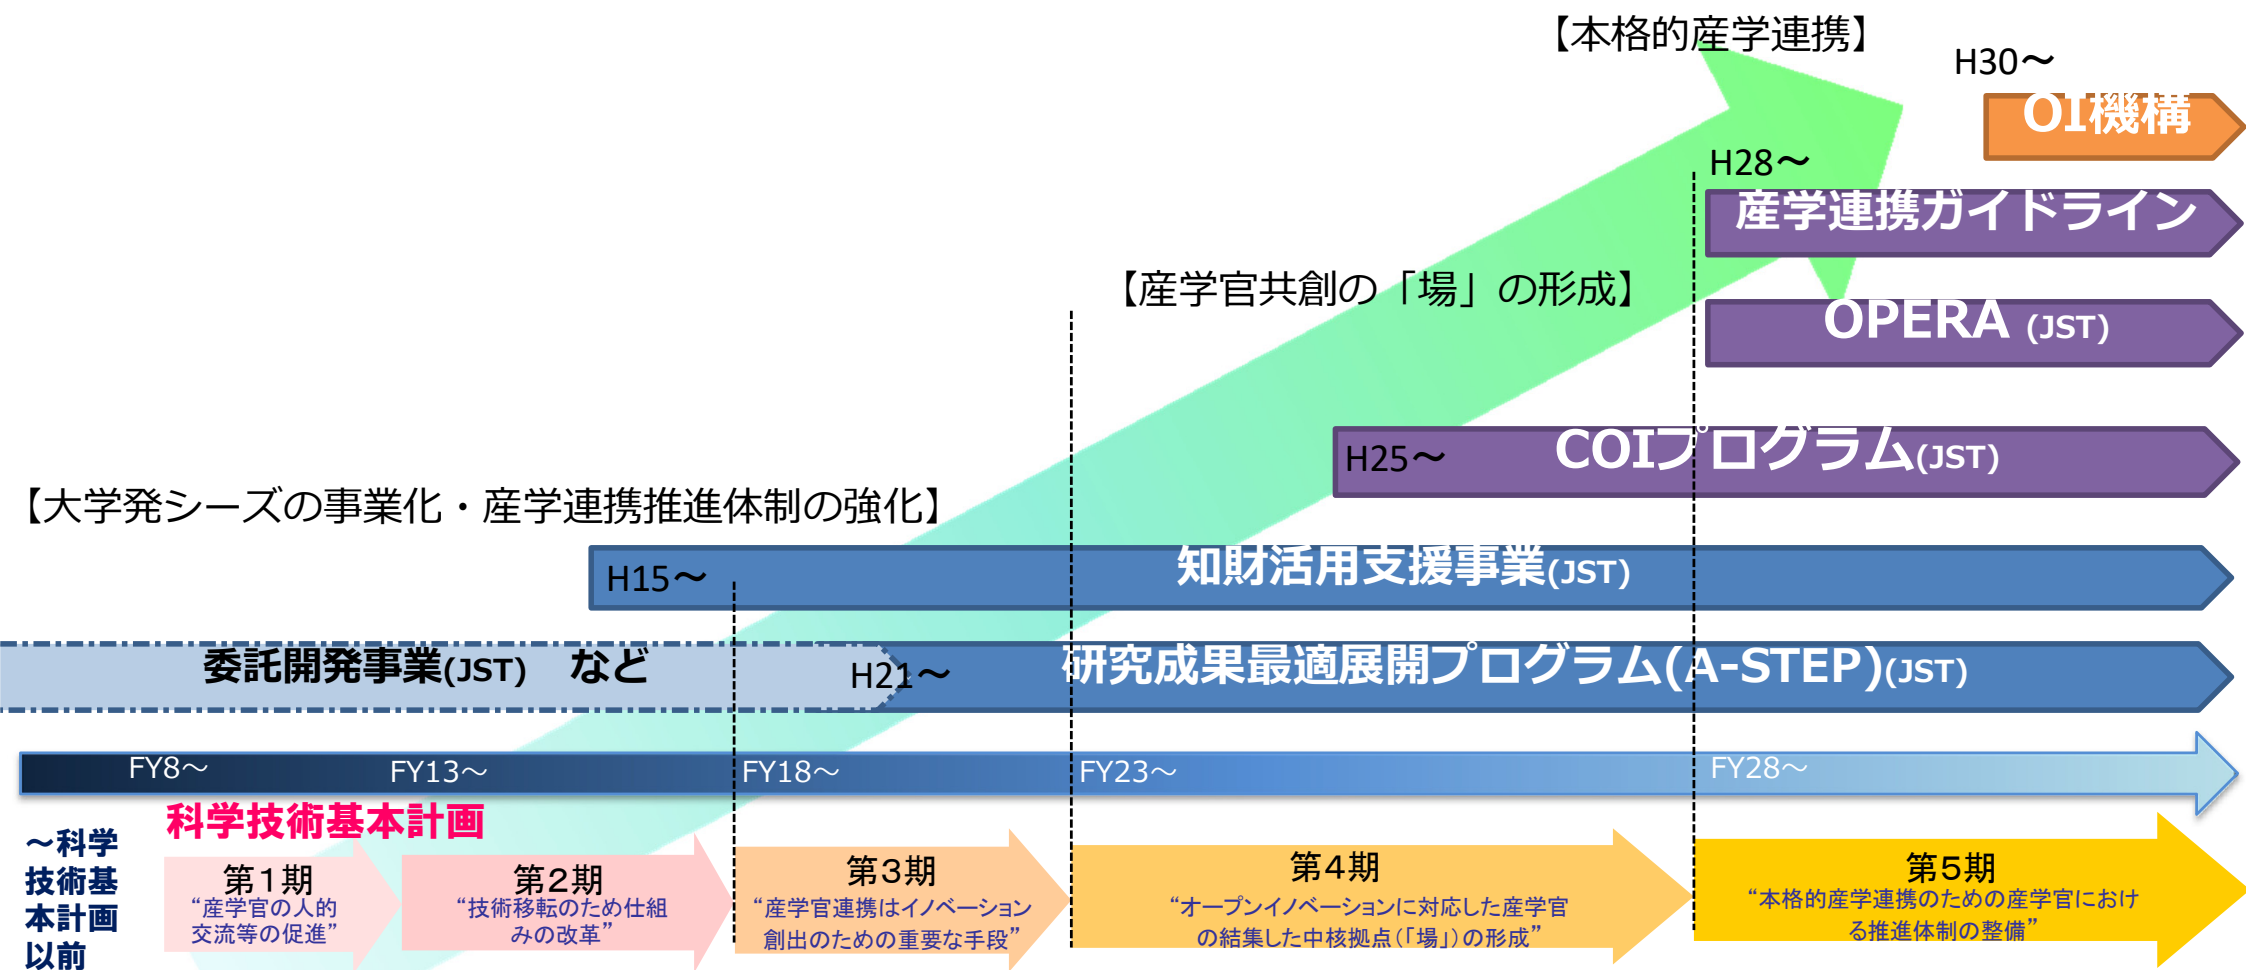 【本格的産学連携】
H30～
OI機構
H28～
産学連携ガイドライン
【産学官共創の「場」の形成】
OPERA (JST)
H25～
COIプログラム(JST)
【大学発シーズの事業化・産学連携推進体制の強化】
H15～
知財活用支援事業(JST)
委託開発事業(JST)　など
H21～
研究成果最適展開プログラム(A-STEP)(JST)
FY8～
FY13～
FY18～
FY23～
FY28～
科学技術基本計画
～科学
技術基
本計画
以前
第１期
“産学官の人的
交流等の促進”
第２期
“技術移転のため仕組
みの改革”
第３期
“産学官連携はイノベーション
創出のための重要な手段”
第４期
“オープンイノベーションに対応した産学官
の結集した中核拠点（「場」）の形成”
第５期
“本格的産学連携のための産学官におけ
る推進体制の整備”